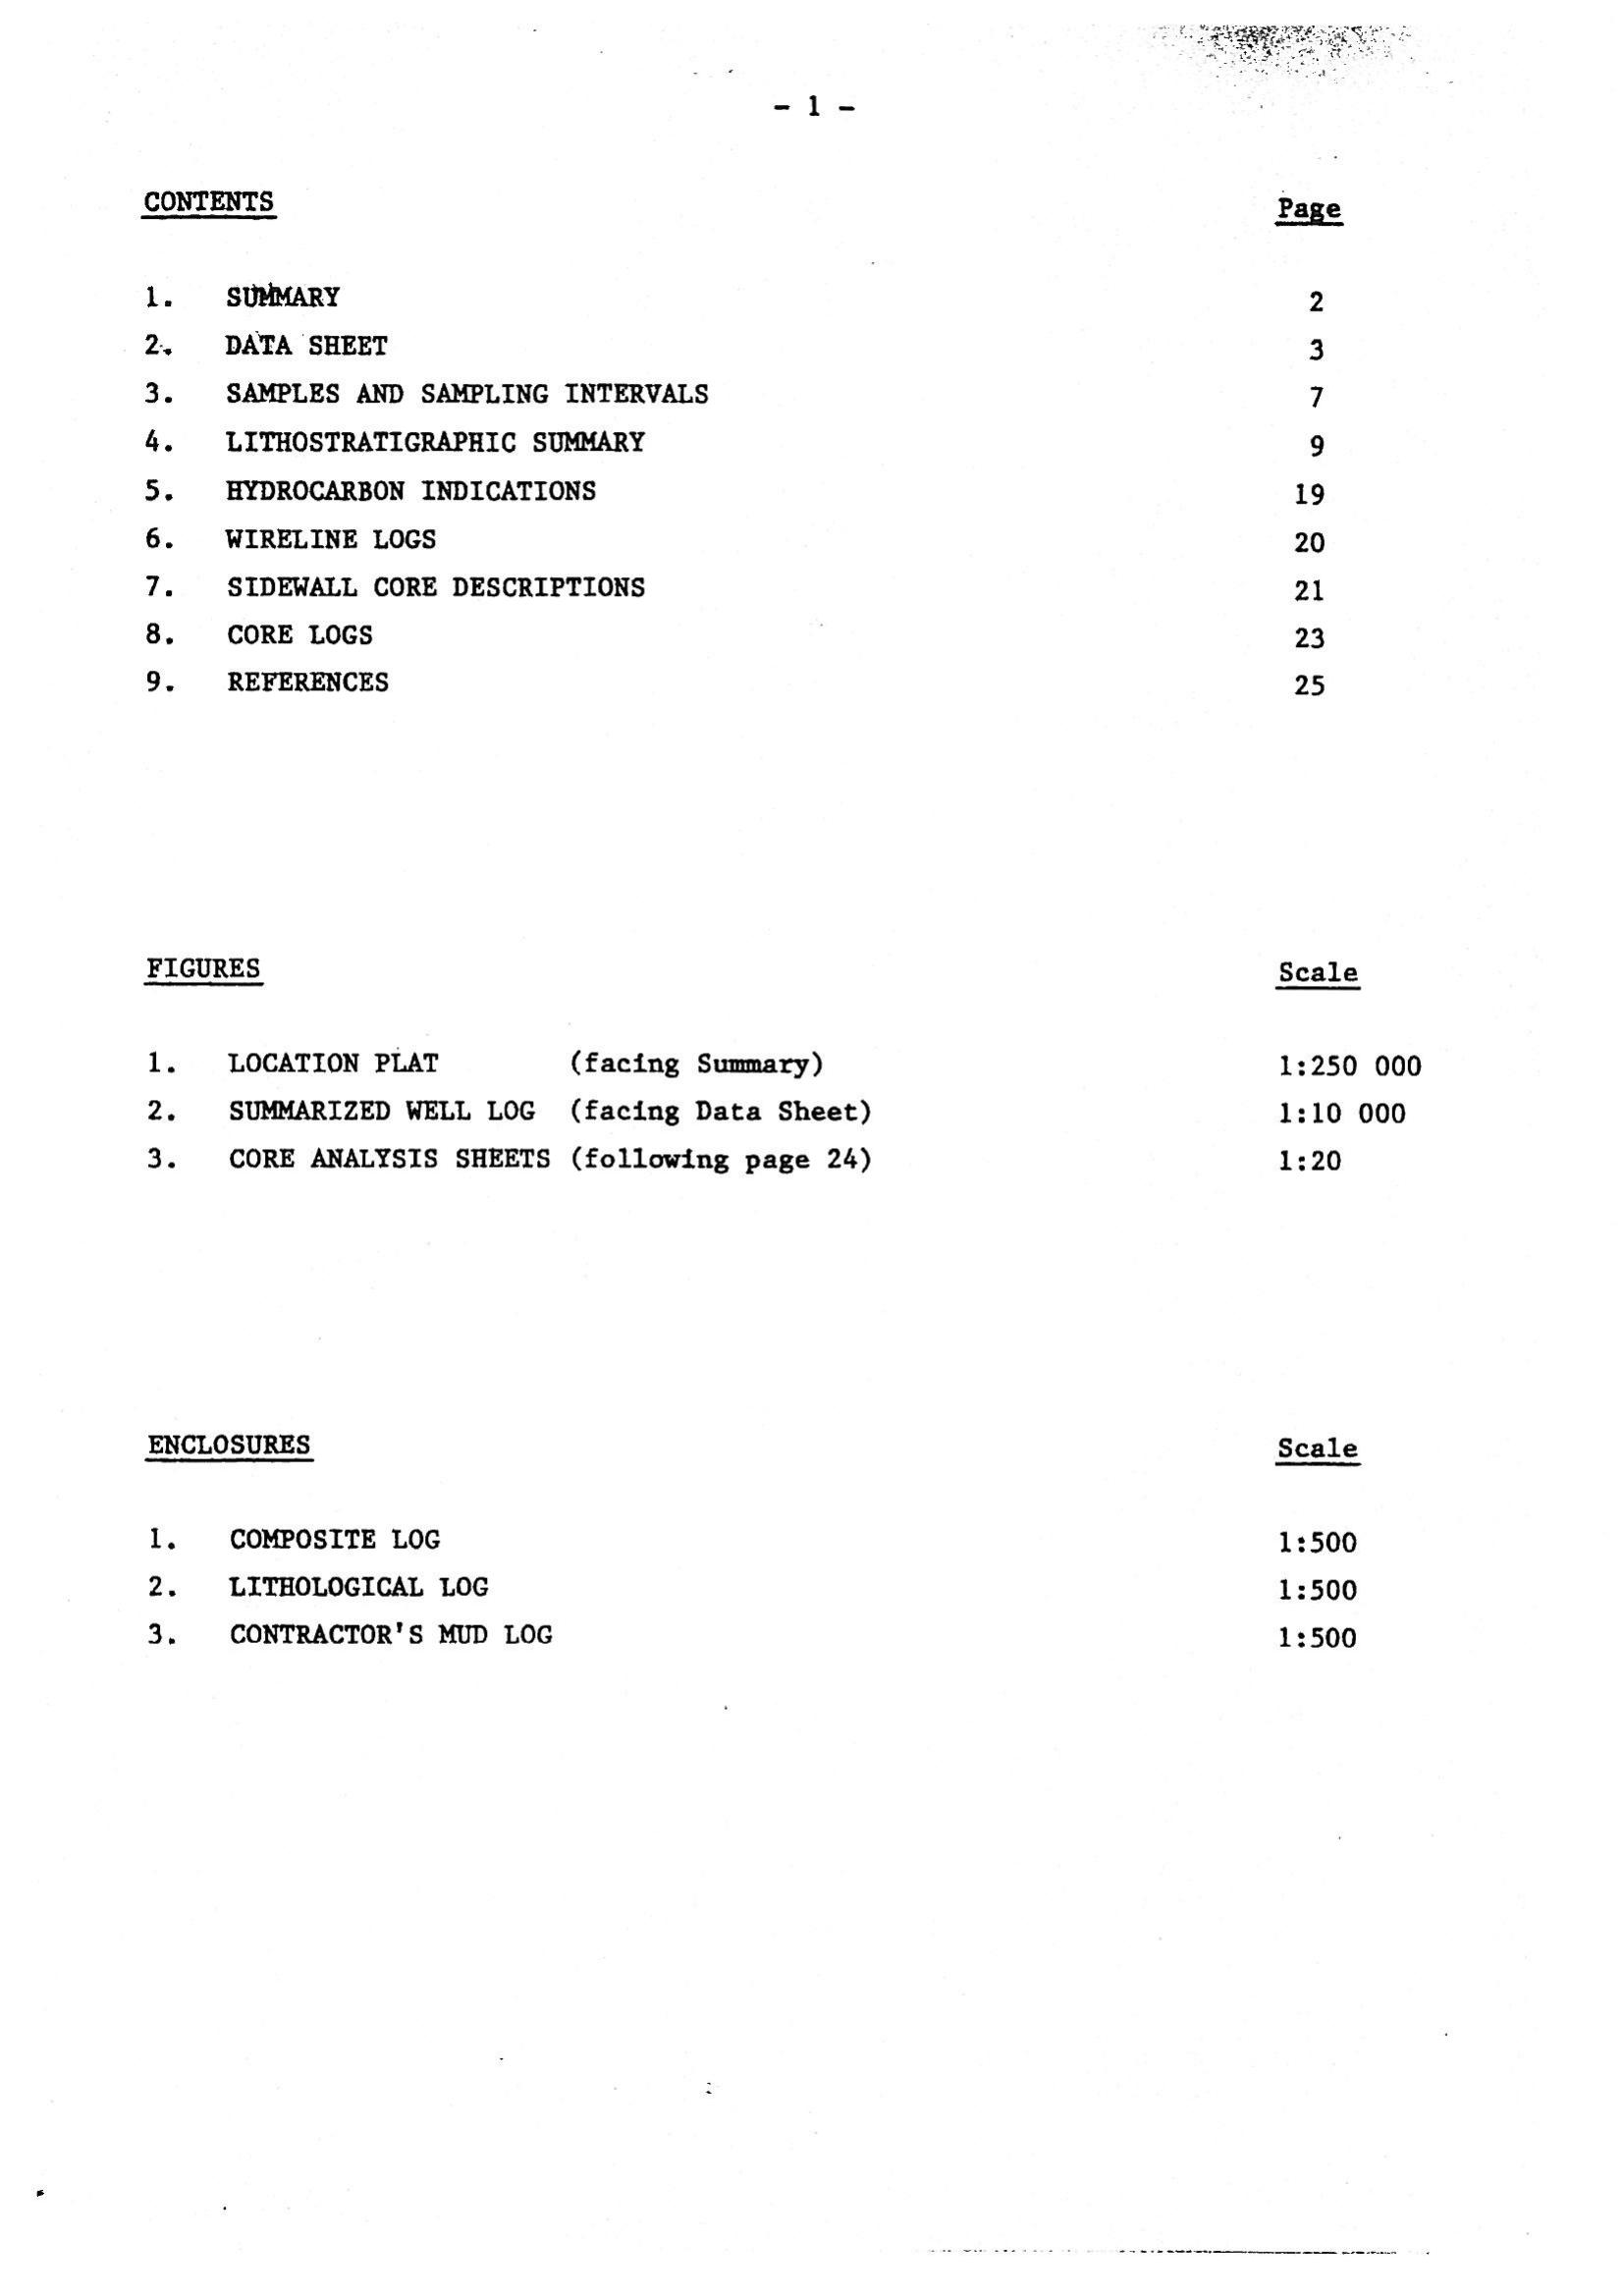 - 1 -
CONTENTS Page
1. SUMMARY 2
2. DATA SHEET 3
3. SAMPLES AND SAMPLING INTERVALS 7
4. LITHOSTRATIGRAPHIC SUMMARY 9
5. HYDROCARBON INDICATIONS 19
6. WIRELINE LOGS 20
7. SIDEWALL CORE DESCRIPTIONS 21
8. CORE LOGS 23
9. REFERENCES 25
FIGURES Scale
1. LOCATION PLAT (facing Summary) 1:250 000
2. SUMMARIZED WELL LOG (facing Data Sheet) 1:10 000
3. CORE ANALYSIS SHEETS (following page 24) 1:20
ENCLOSURES Scale
1. COMPOSITE LOG 1:500
2. LITHOLOGICAL LOG 1:500
3. CONTRACTOR'S MUD LOG 1:500